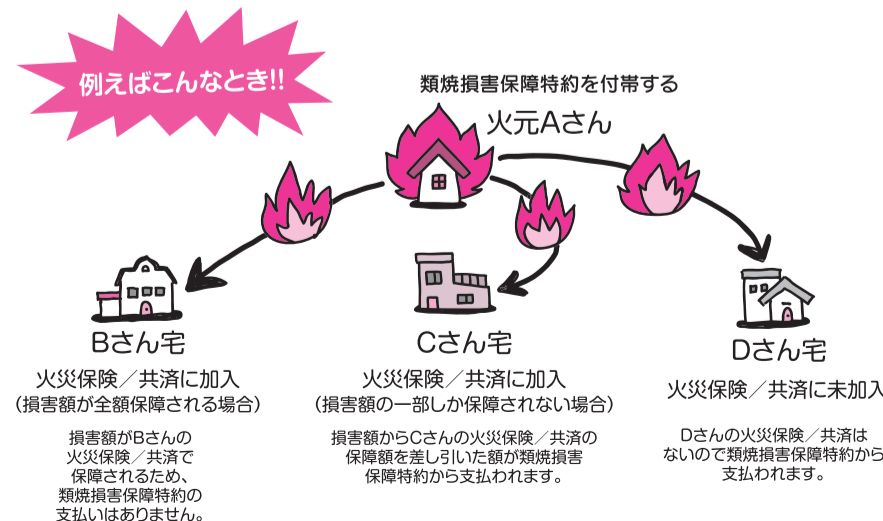 例えばこんなとき!!
類焼損害保障特約を付帯する
火元Aさん
Bさん宅
火災保険／共済に加入
（損害額が全額保障される場合）
損害額がBさんの
火災保険／共済で
保障されるため、
類焼損害保障特約の
支払いはありません。
Cさん宅
火災保険／共済に加入
（損害額の一部しか保障されない場合）
損害額からCさんの火災保険／共済の
保障額を差し引いた額が類焼損害
保障特約から支払われます。
Dさん宅
火災保険／共済に未加入
Dさんの火災保険／共済は
ないので類焼損害保障特約から
支払われます。